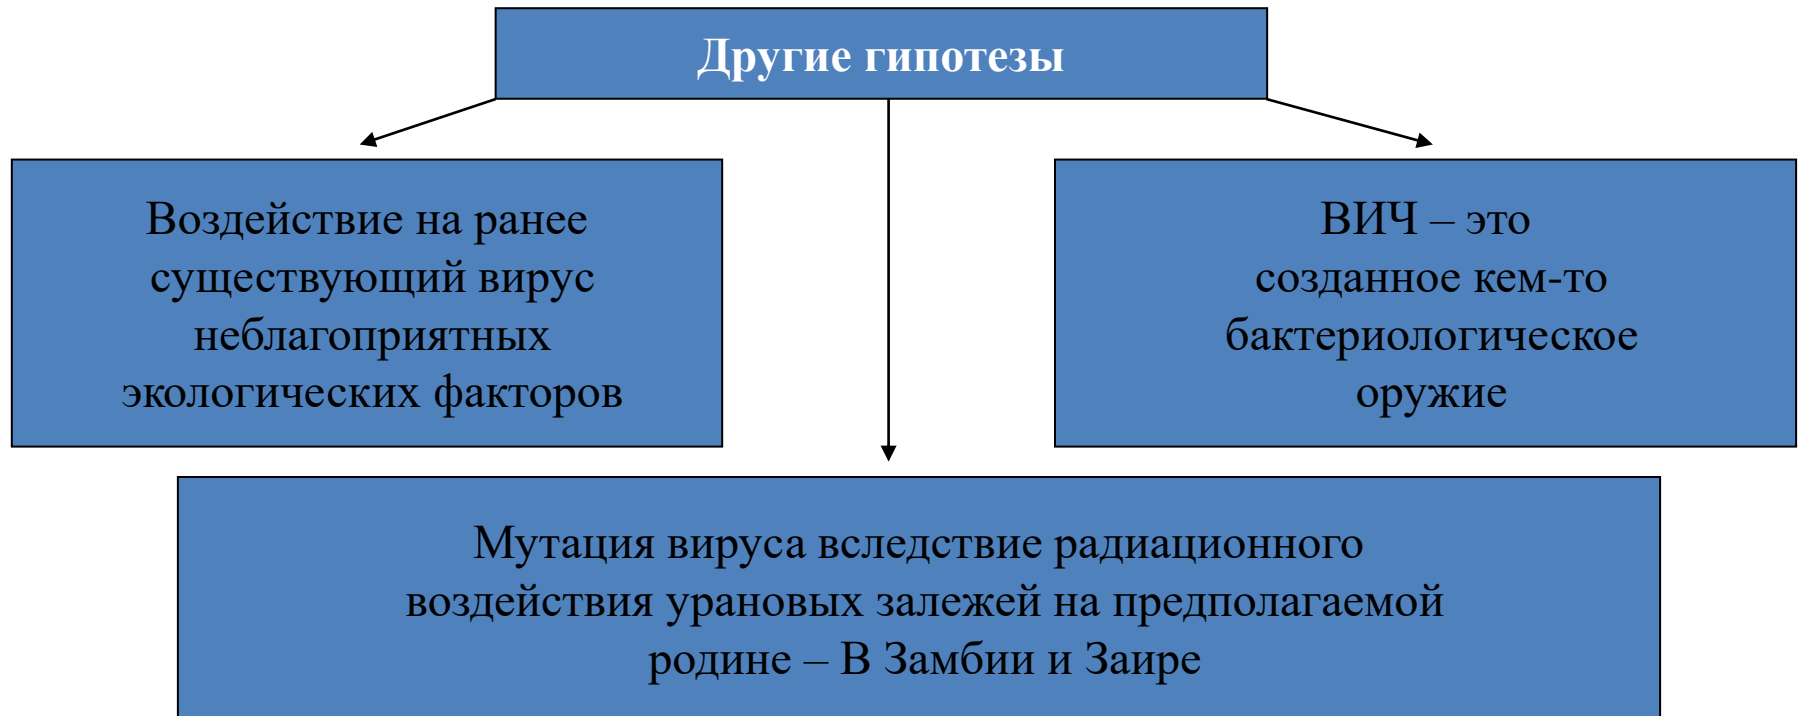 Другие гипотезы
Воздействие на ранее
существующий вирус
неблагоприятных
экологических факторов
ВИЧ – это
созданное кем-то
бактериологическое
оружие
Мутация вируса вследствие радиационного
воздействия урановых залежей на предполагаемой
родине – В Замбии и Заире